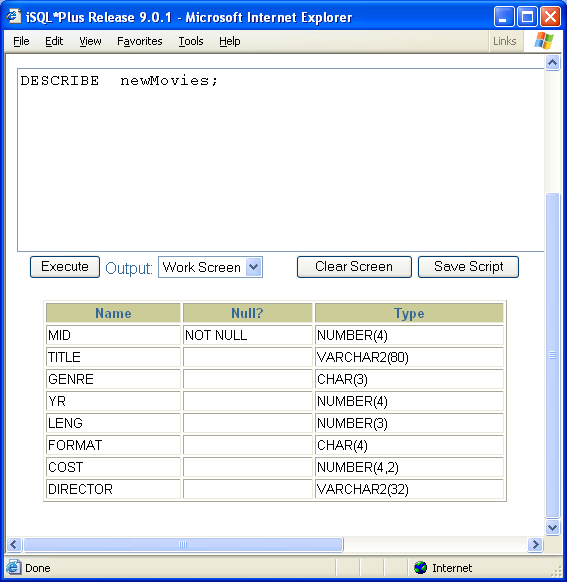 iSQL*Plus Release 9.0.1 - Microsoft Internet Explorer
File Edit View Favorites Tools Help Links
DESCRIBE newMovies;
Execute Output: Work Screen Clear Screen Save Script
Name Null? Type
MID NOT NULL NUMBER(4)
TITLE VARCHAR2(80)
GENRE CHAR(3)
YR NUMBER(4)
LENG NUMBER(3)
FORMAT CHAR(4)
COST NUMBER(4,2)
DIRECTOR VARCHAR2(32)
Done Internet